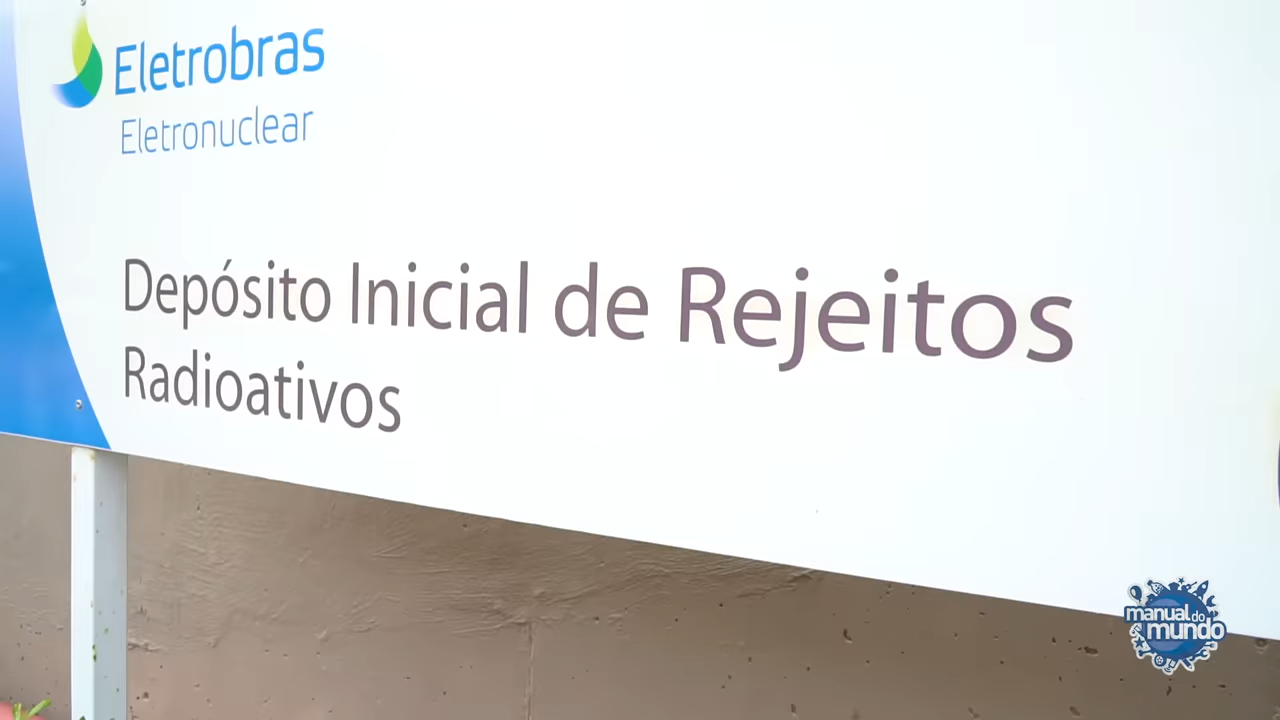 Eletrobras
Eletronuclear
Depósito Inicial de Rejeitos
Radioativos
manual do
mundo